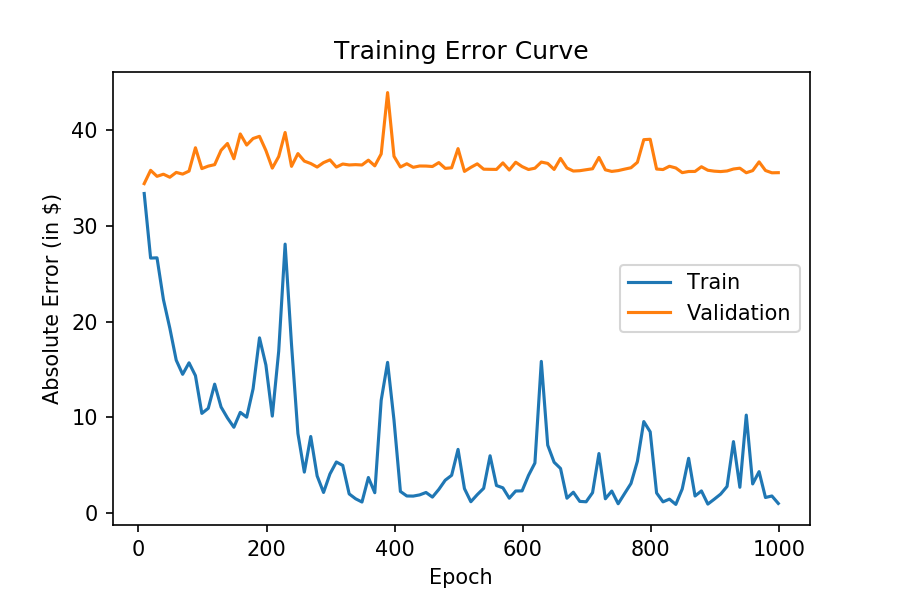 Training Error Curve
40
30
20
10
0
Absolute Error (in $)
Train
Validation
0 200 400 600 800 1000
Epoch